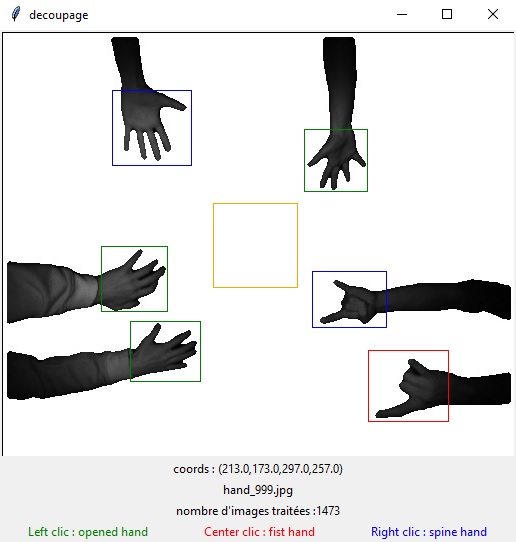 decoupage
coords : (213.0,173.0,297.0,257.0)
hand_999.jpg
nombre d'images traitées :1473
Left clic : opened hand Center clic : fist hand Right clic : spine hand